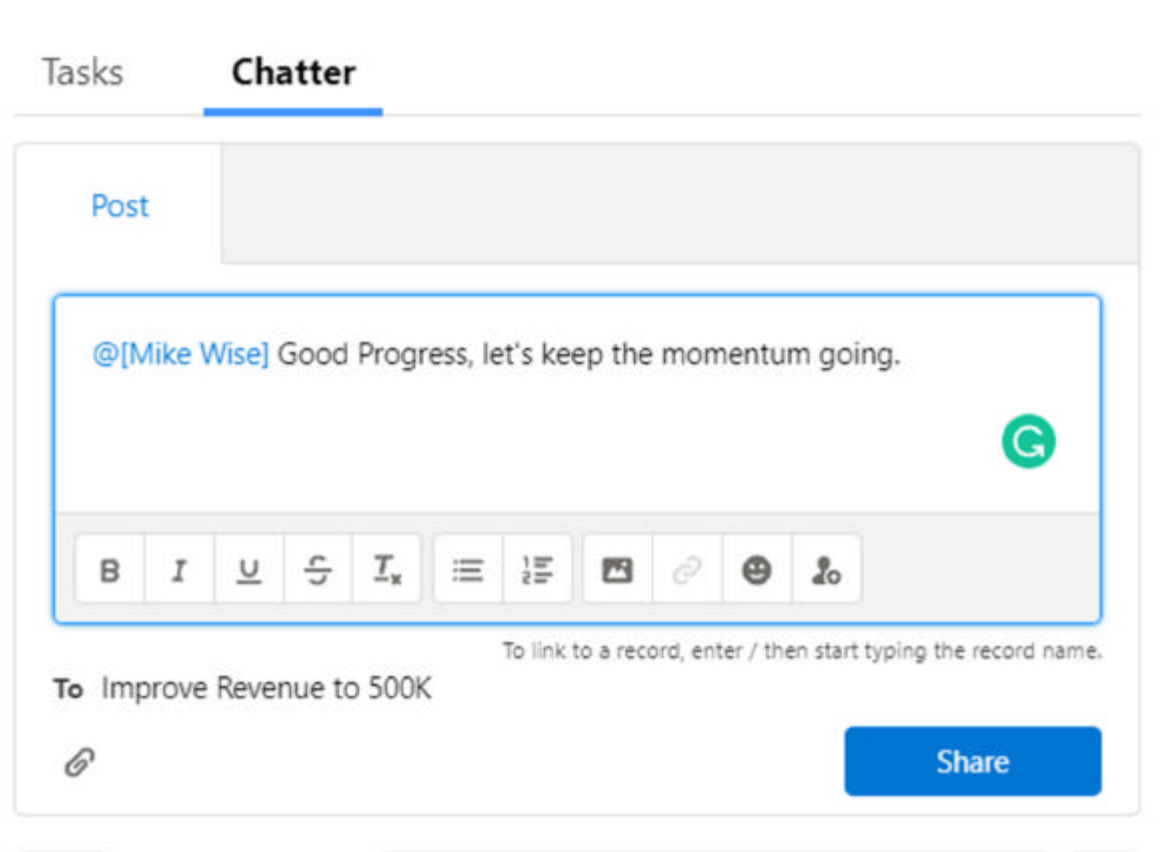 Tasks Chatter
Post
@[Mike Wise] Good Progress, let's keep the momentum going.
To link to a record, enter / then start typing the record name.
To Improve Revenue to 500K
Share